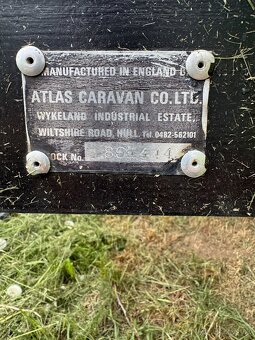 MANUFACTURED IN ENGLAND B
ATLAS CARAVAN CO. LTD.
WYKELAND INDUSTRIAL ESTATE,
WILTSHIRE ROAD, HULL Tel. 0482-562101
OCK No.